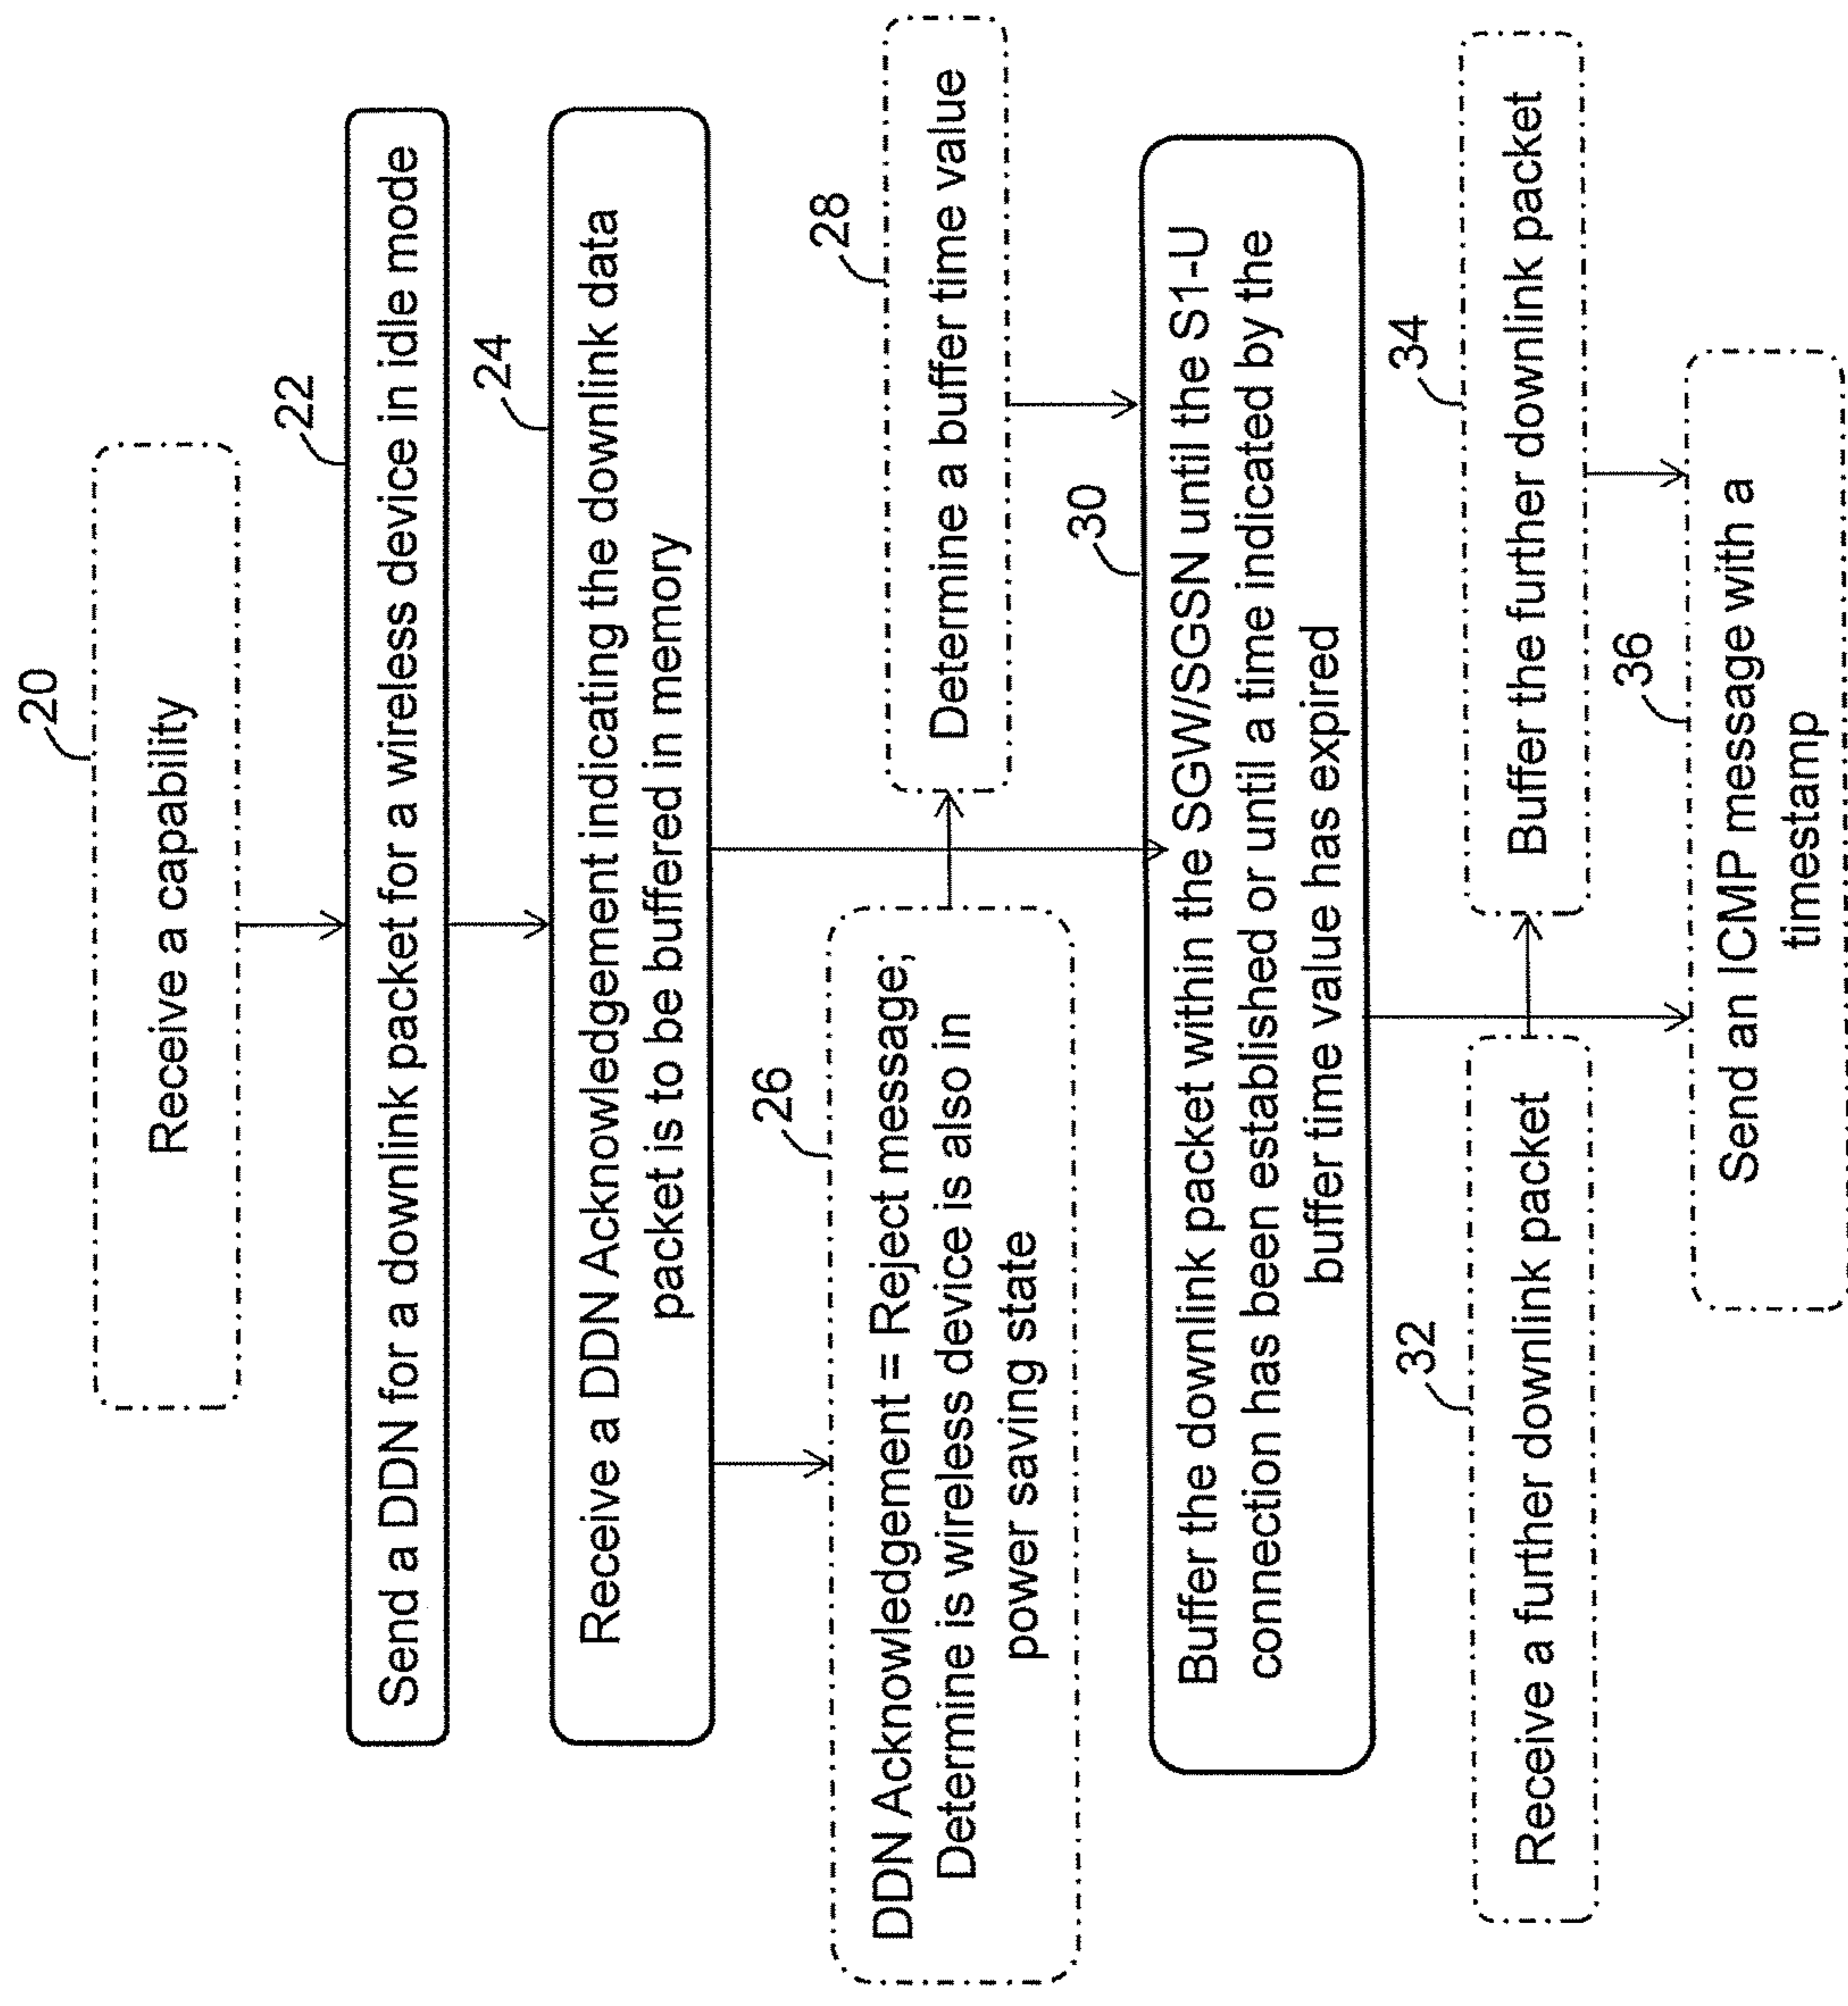 20
Receive a capability
22
Send a DDN for a downlink packet for a wireless device in idle mode
24
Receive a DDN Acknowledgement indicating the downlink data
packet is to be buffered in memory
26
DDN Acknowledgement = Reject message;
Determine is wireless device is also in
power saving state
28
Determine a buffer time value
30
Buffer the downlink packet within the SGW/SGSN until the S1-U
connection has been established or until a time indicated by the
buffer time value has expired
32
Receive a further downlink packet
34
Buffer the further downlink packet
36
Send an ICMP message with a
timestamp